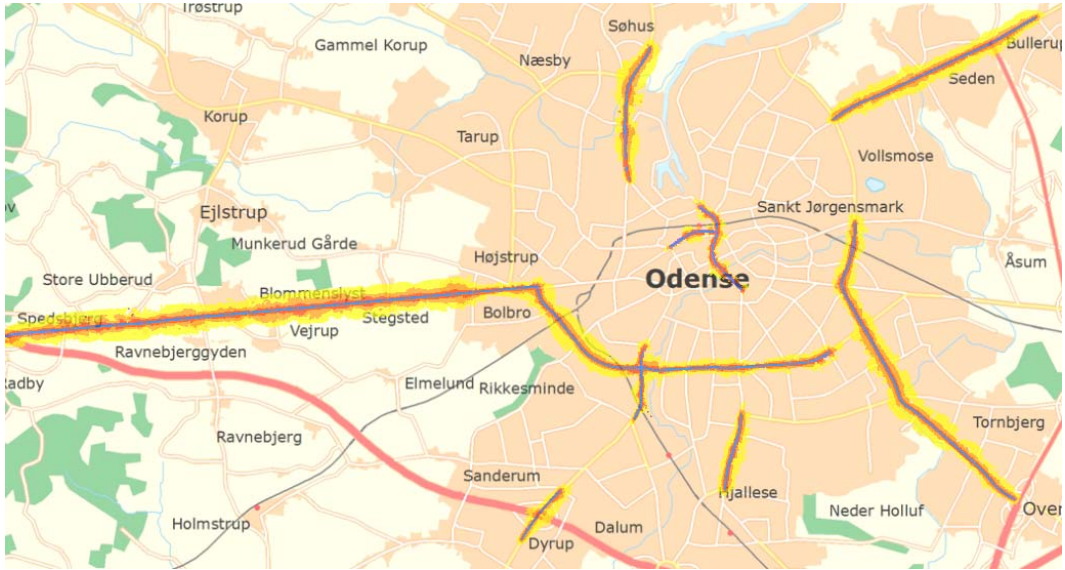 Trøstrup
Søhus
Gammel Korup
Bullerup
Næsby
Seden
Korup
Tarup
Vollsmose
Ejlstrup
Sankt Jørgensmark
Munkerud Gårde
Højstrup
Åsum
Store Ubberud
Odense
Blommenslyst
Spedsbjerg
Stegsted
Bolbro
Vejrup
Ravnebjerggyden
Elmelund
Rikkesminde
Tornbjerg
Ravnebjerg
Sanderum
Hjallese
Holmstrup
Neder Holluf
Over
Dalum
Dyrup